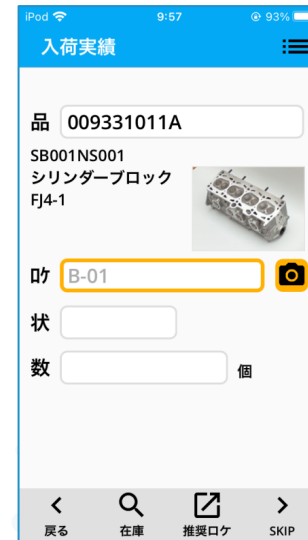 iPod 9:57 93%
入荷実績
品 009331011A
SB001NS001
シリンダーブロック
FJ4-1
ﾛｹ B-01
状
数 個
戻る 在庫 推奨ロケ SKIP